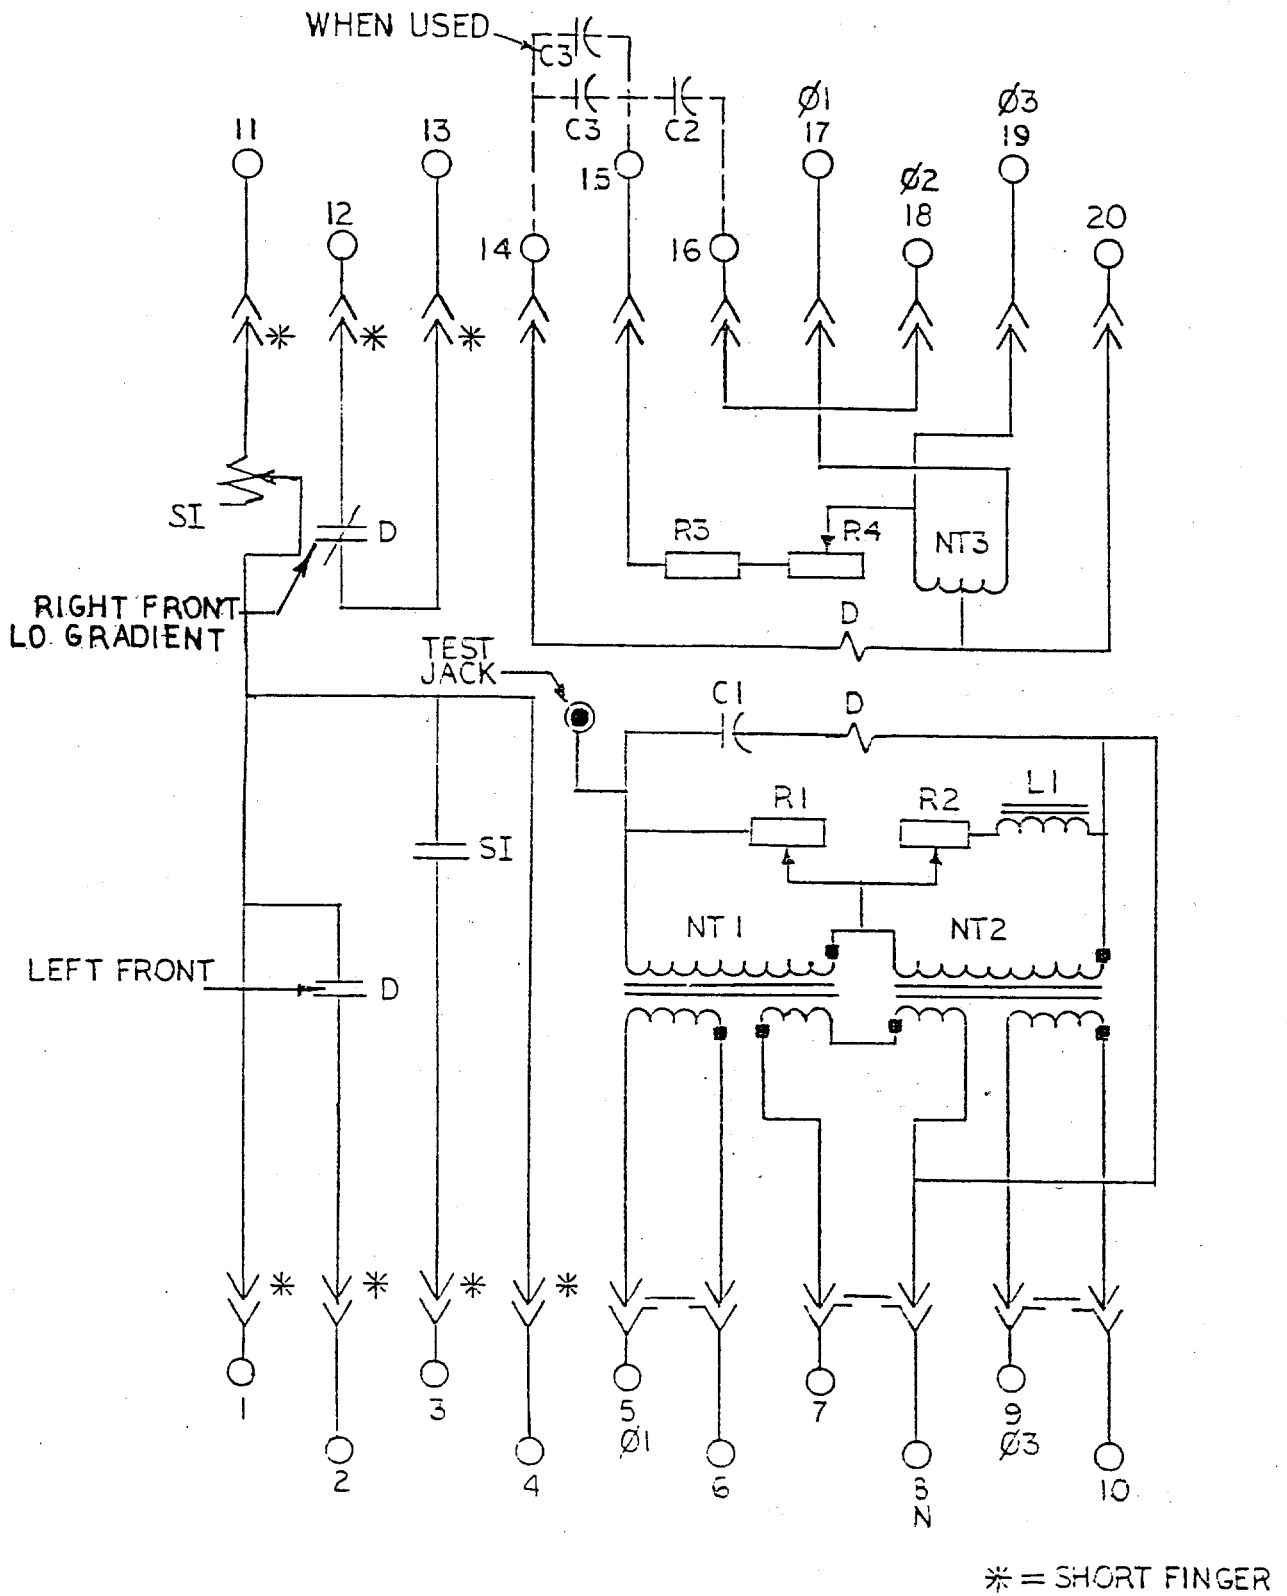 WHEN USED
C3
C3
C2
Ø1
Ø3
11
13
17
19
15
Ø2
12
18
20
14
16
*
*
*
SI
D
R3
R4
NT3
RIGHT FRONT
LO. GRADIENT
D
TEST
JACK
C1
D
L1
R1
R2
SI
NT1
NT2
LEFT FRONT
D
*
*
*
*
1
3
5
7
9
Ø1
Ø3
2
4
6
8
10
N
* = SHORT FINGER